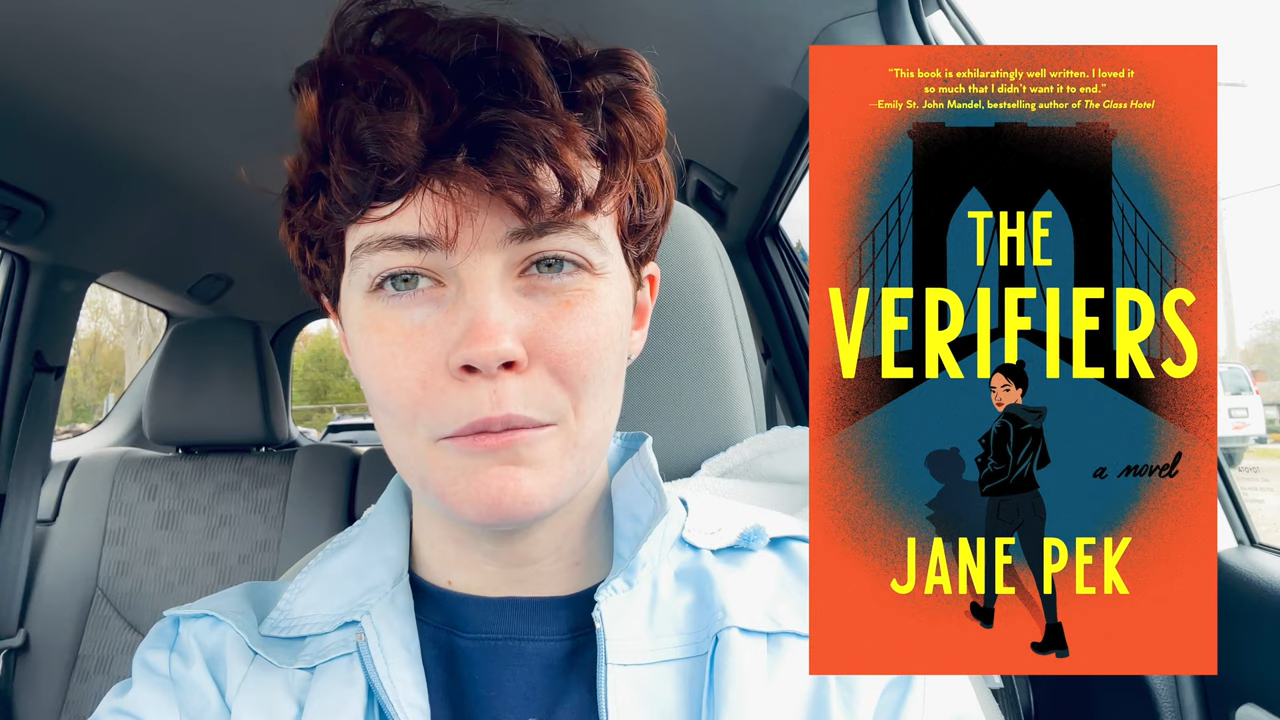 “This book is exhilaratingly well written. I loved it
so much that I didn’t want it to end.”
—Emily St. John Mandel, bestselling author of The Glass Hotel
THE
VERIFIERS
a novel
JANE PEK